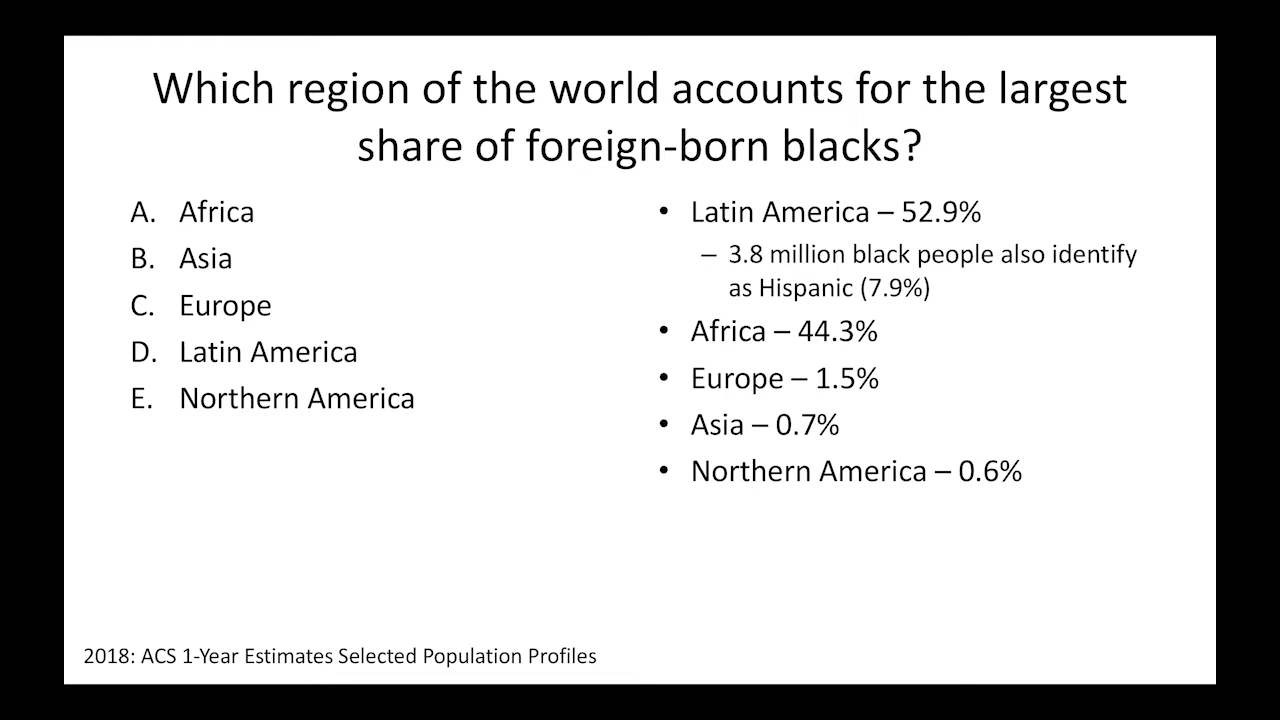 Which region of the world accounts for the largest
share of foreign-born blacks?
A. Africa
B. Asia
C. Europe
D. Latin America
E. Northern America
• Latin America – 52.9%
– 3.8 million black people also identify
as Hispanic (7.9%)
• Africa – 44.3%
• Europe – 1.5%
• Asia – 0.7%
• Northern America – 0.6%
2018: ACS 1-Year Estimates Selected Population Profiles